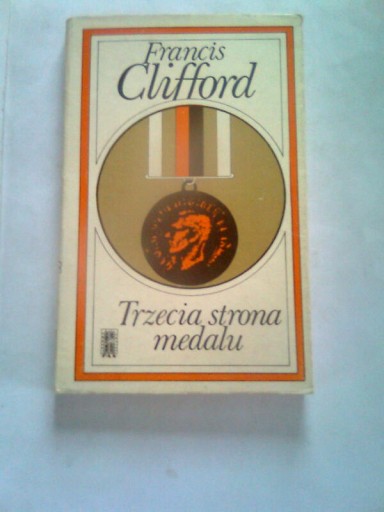 Francis
Clifford
Trzecia strona
medalu